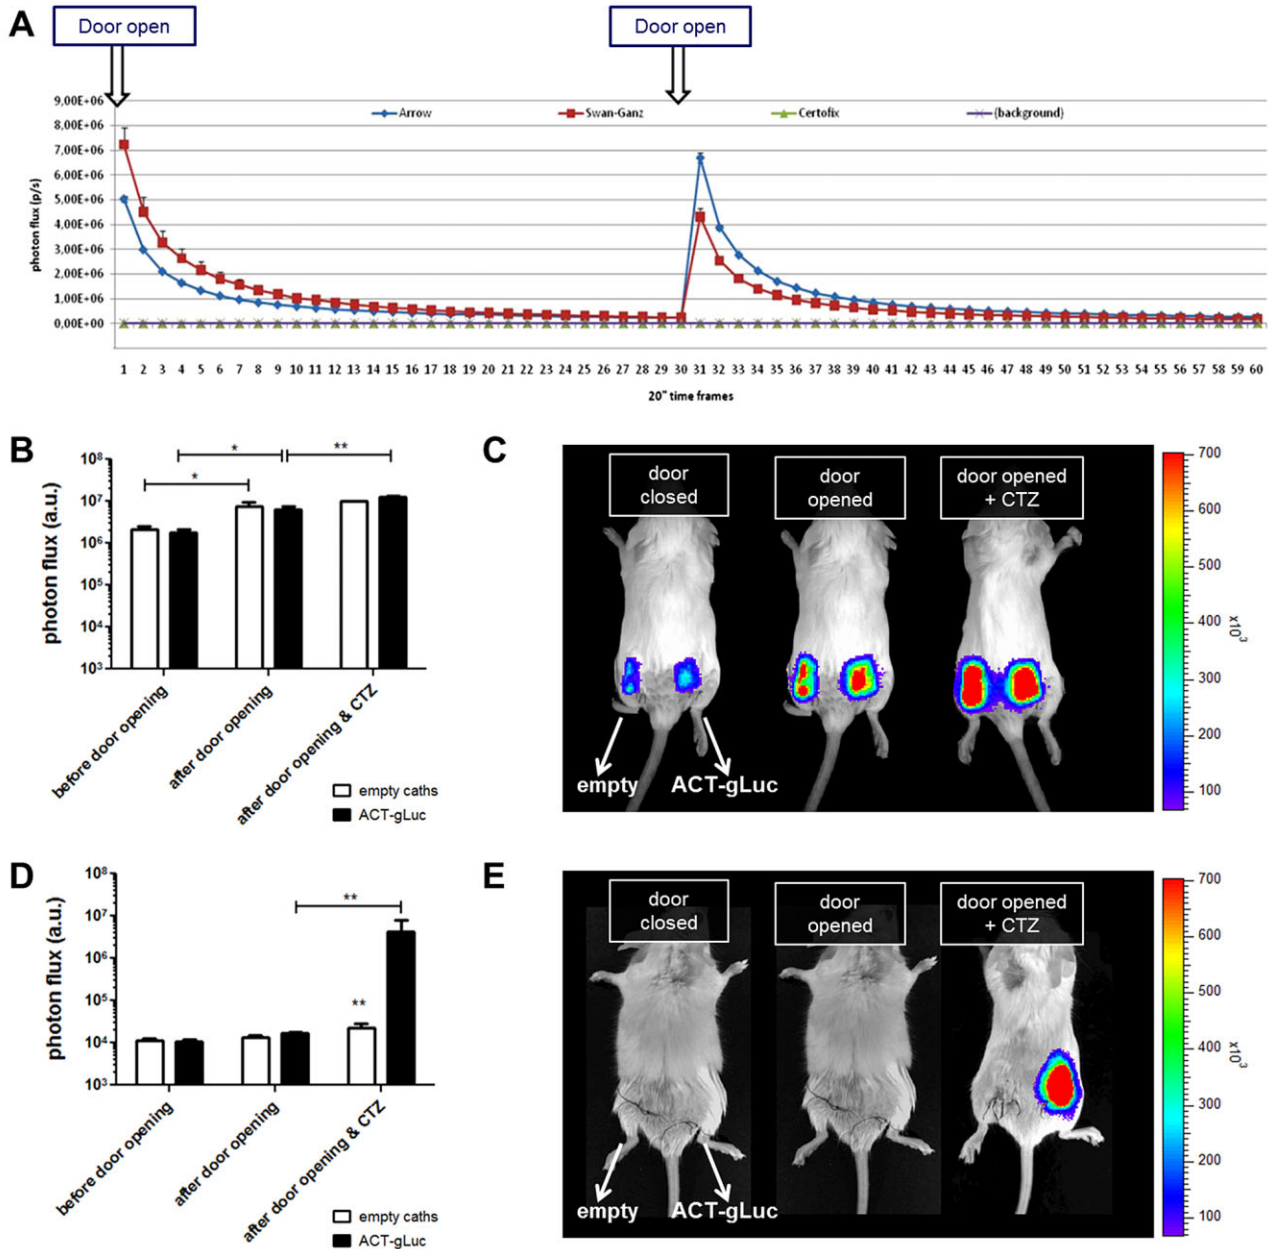 A
Door open
Door open
9,00E+06
8,00E+06
7,00E+06
6,00E+06
5,00E+06
4,00E+06
3,00E+06
2,00E+06
1,00E+06
0,00E+00
photon flux (p/s)
Arrow Swan-Ganz Certofix (background)
1 2 3 4 5 6 7 8 9 10 11 12 13 14 15 16 17 18 19 20 21 22 23 24 25 26 27 28 29 30 31 32 33 34 35 36 37 38 39 40 41 42 43 44 45 46 47 48 49 50 51 52 53 54 55 56 57 58 59 60
20" time frames
B
photon flux (a.u.)
10⁸
10⁷
10⁶
10⁵
10⁴
10³
* * **
before door opening
after door opening
after door opening & CTZ
empty caths
ACT-gLuc
C
door
closed
door
opened
door opened
+ CTZ
empty ACT-gLuc
700
600
500
400
300
200
100
x10³
D
photon flux (a.u.)
10⁸
10⁷
10⁶
10⁵
10⁴
10³
**
**
before door opening
after door opening
after door opening & CTZ
empty caths
ACT-gLuc
E
door
closed
door
opened
door opened
+ CTZ
empty ACT-gLuc
700
600
500
400
300
200
100
x10³